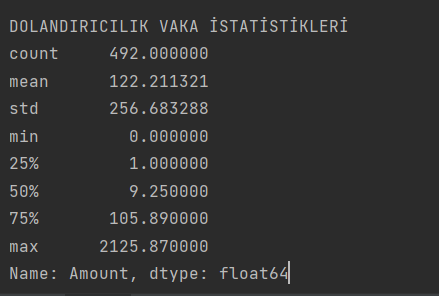 DOLANDIRICILIK VAKA İSTATİSTİKLERİ
count     492.000000
mean      122.211321
std       256.683288
min         0.000000
25%         1.000000
50%         9.250000
75%       105.890000
max      2125.870000
Name: Amount, dtype: float64